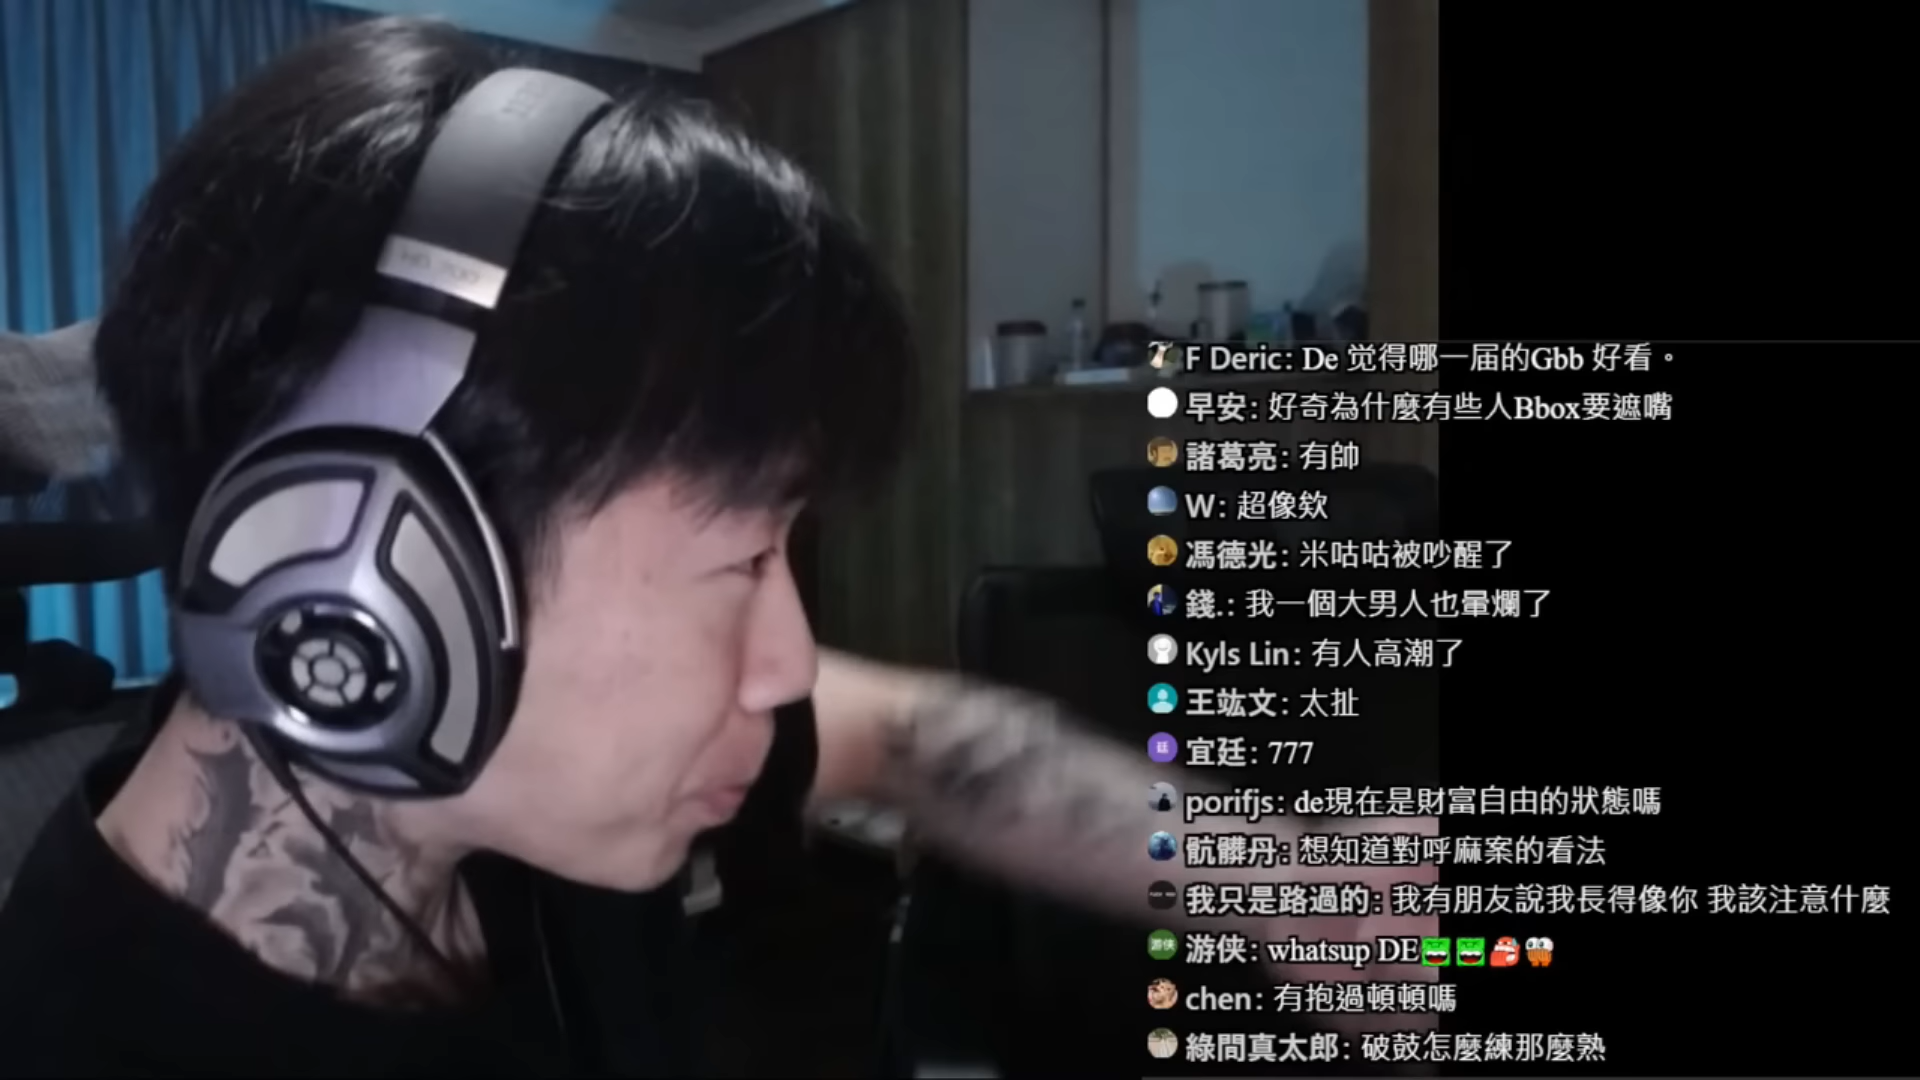 F Deric: De 觉得哪一届的Gbb 好看。
早安: 好奇為什麼有些人Bbox要遮嘴
諸葛亮: 有帥
W: 超像欸
馮德光: 米咕咕被吵醒了
錢.: 我一個大男人也暈爛了
Kyls Lin: 有人高潮了
王竑文: 太扯
宜廷: 777
porifjs: de現在是財富自由的狀態嗎
骯髒丹: 想知道對呼麻案的看法
我只是路過的: 我有朋友說我長得像你 我該注意什麼
游侠: whatsup DE
chen: 有抱過頓頓嗎
綠間真太郎: 破鼓怎麼練那麼熟